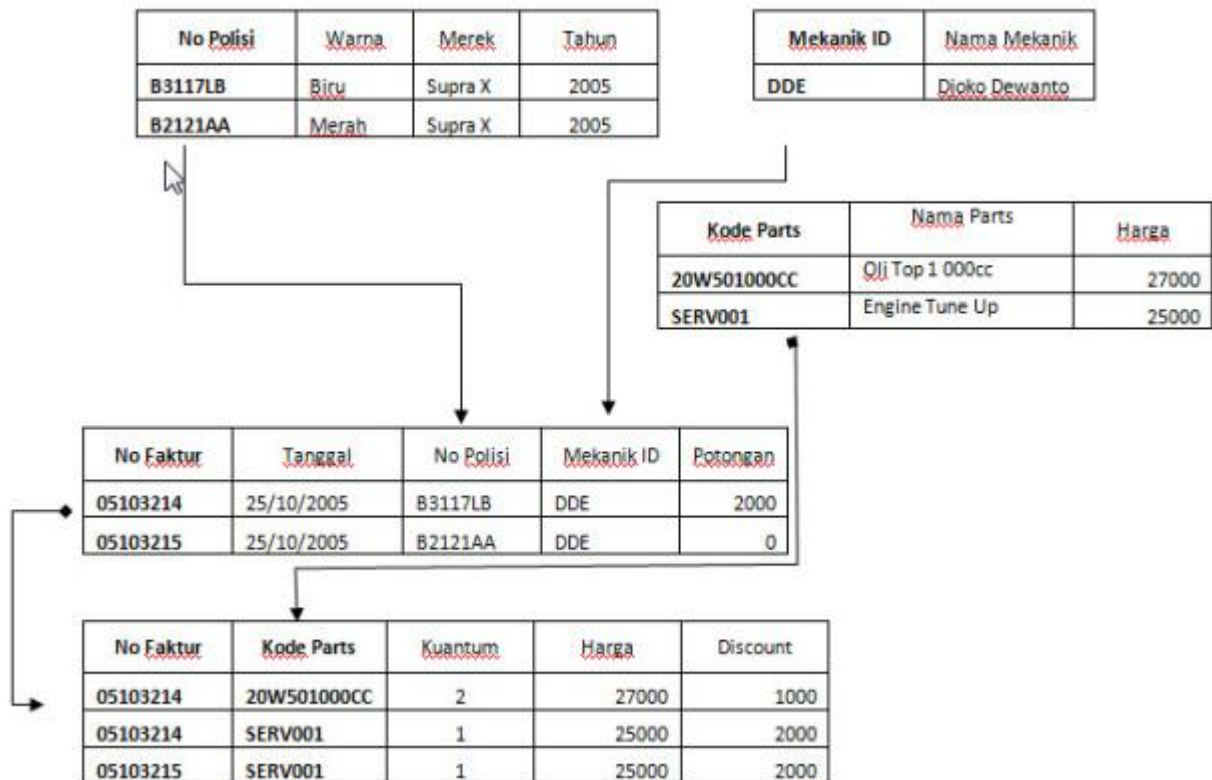 No Polisi Warna Merek Tahun
B3117LB Biru Supra X 2005
B2121AA Merah Supra X 2005
Mekanik ID Nama Mekanik
DDE Djoko Dewanto
Kode Parts Nama Parts Harga
20W501000CC Oli Top 1 000cc 27000
SERV001 Engine Tune Up 25000
No Faktur Tanggal No Polisi Mekanik ID Potongan
05103214 25/10/2005 B3117LB DDE 2000
05103215 25/10/2005 B2121AA DDE 0
No Faktur Kode Parts Kuantum Harga Discount
05103214 20W501000CC 2 27000 1000
05103214 SERV001 1 25000 2000
05103215 SERV001 1 25000 2000